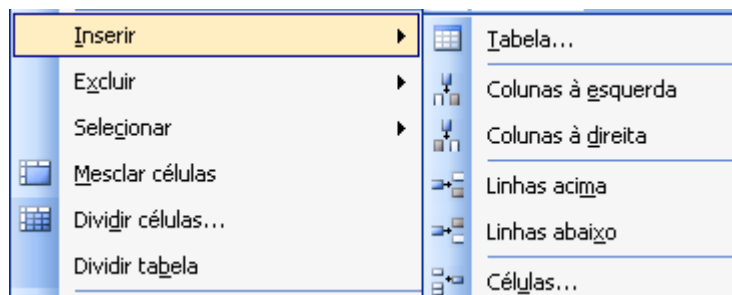 Inserir
Excluir
Selecionar
Mesclar células
Dividir células...
Dividir tabela
Tabela...
Colunas à esquerda
Colunas à direita
Linhas acima
Linhas abaixo
Células...